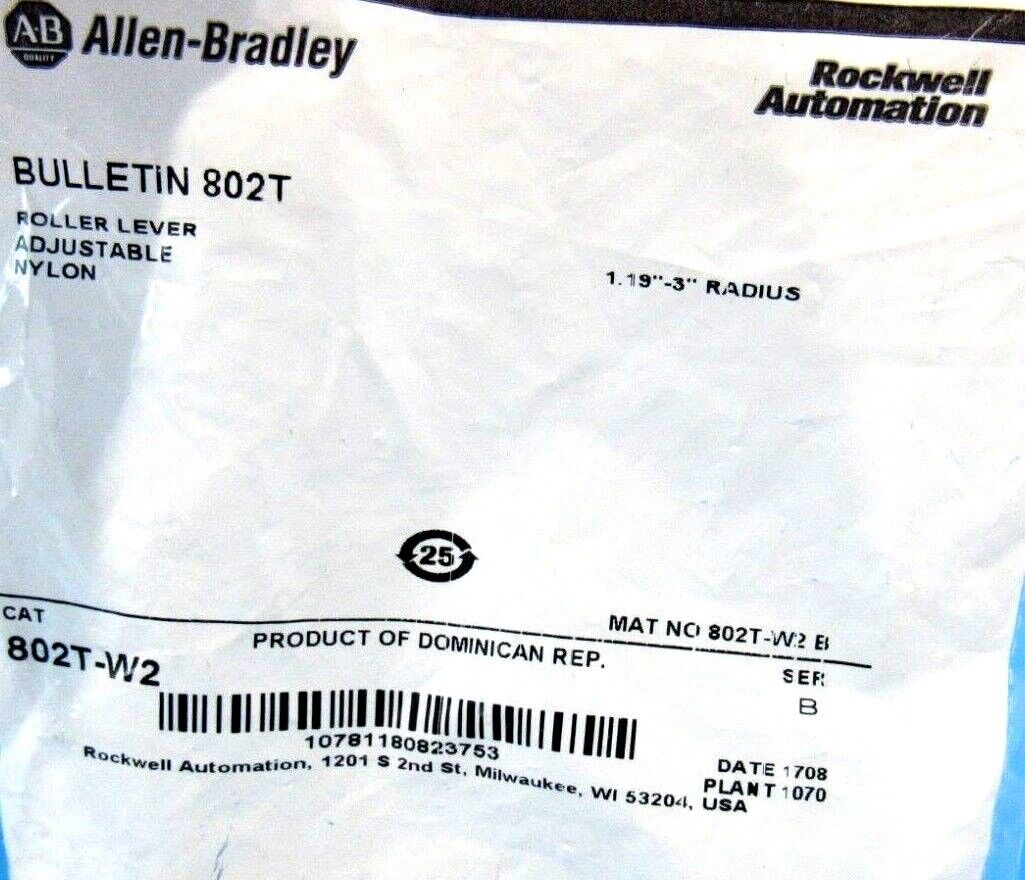 A-B
QUALITY
Allen-Bradley
Rockwell
Automation
BULLETIN 802T
ROLLER LEVER
ADJUSTABLE
NYLON
1.19"-3" RADIUS
25
CAT
802T-W2
PRODUCT OF DOMINICAN REP.
MAT NO 802T-W2 B
SER
B
10781180823753
Rockwell Automation, 1201 S 2nd St, Milwaukee, WI 53204, USA
DATE 1708
PLANT 1070